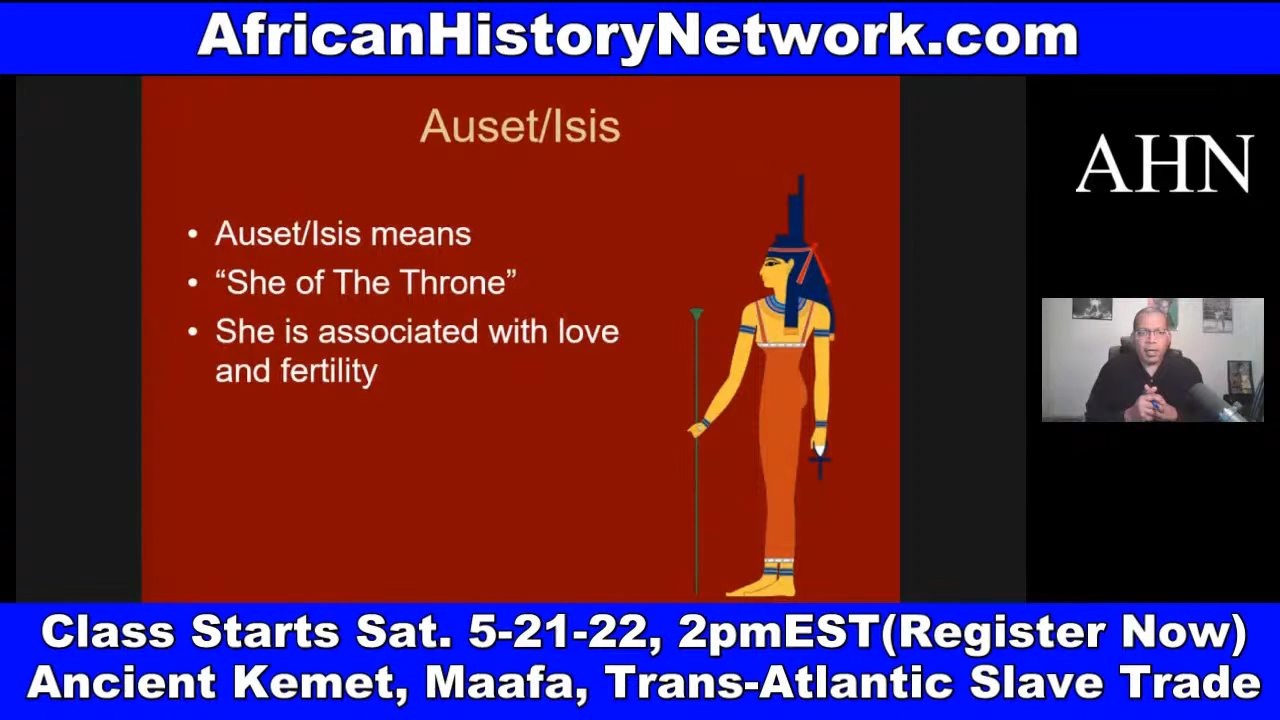 AfricanHistoryNetwork.com
Auset/Isis
• Auset/Isis means
• “She of The Throne”
• She is associated with love
and fertility
AHN
Class Starts Sat. 5-21-22, 2pmEST(Register Now)
Ancient Kemet, Maafa, Trans-Atlantic Slave Trade